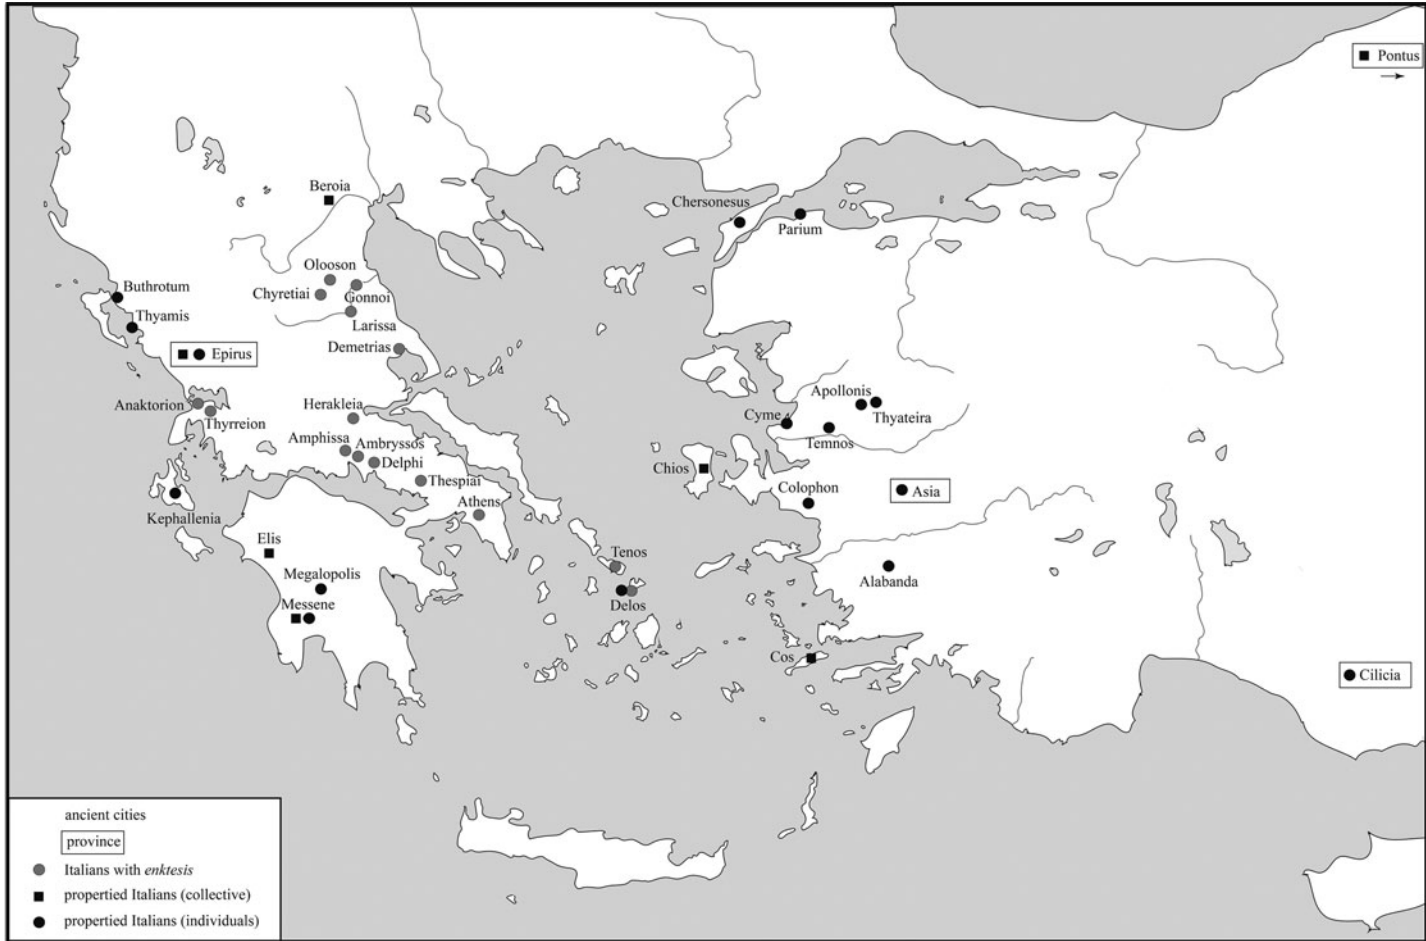 Pontus
Beroia
Chersonesus
Parium
Olooson
Buthrotum
Chyretiai
Gonnoi
Thyamis
Larissa
Demetrias
Epirus
Apollonis
Anaktorion
Herakleia
Thyateira
Cyme
Thyrreion
Temnos
Amphissa
Ambryssos
Delphi
Chios
Thespiai
Colophon
Asia
Athens
Kephallenia
Elis
Tenos
Megalopolis
Alabanda
Messene
Delos
Cos
Cilicia
ancient cities
province
Italians with enktesis
propertied Italians (collective)
propertied Italians (individuals)